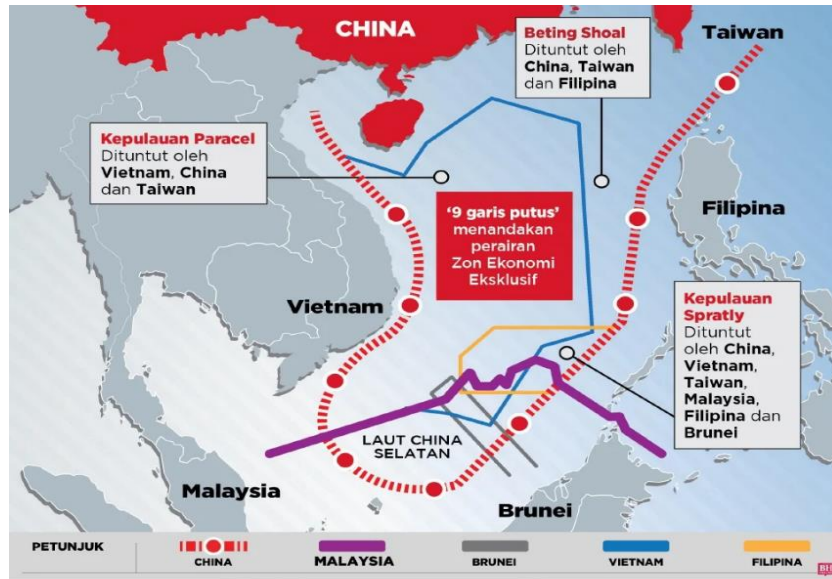 CHINA
Beting Shoal
Dituntut oleh
China, Taiwan
dan Filipina
Taiwan
Kepulauan Paracel
Dituntut oleh
Vietnam, China
dan Taiwan
'9 garis putus'
menandakan
perairan
Zon Ekonomi
Eksklusif
Filipina
Vietnam
Kepulauan
Spratly
Dituntut
oleh China,
Vietnam,
Taiwan,
Malaysia,
Filipina dan
Brunei
LAUT CHINA
SELATAN
Malaysia
Brunei
PETUNJUK
CHINA
MALAYSIA
BRUNEI
VIETNAM
FILIPINA
BH